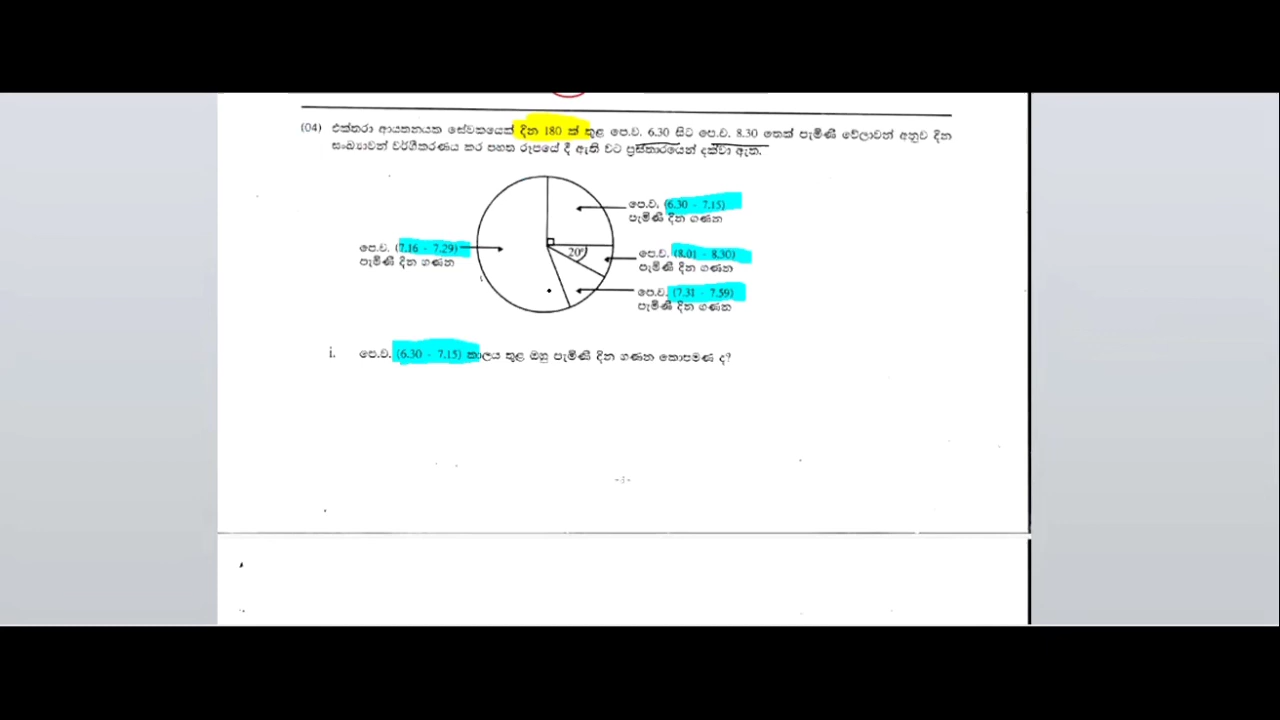 (04) එක්තරා ආයතනයක සේවකයෙක් දින 180 ක් තුළ පෙ.ව. 6.30 සිට පෙ.ව. 8.30 තෙක් පැමිණි වේලාවන් අනුව දින
සංඛ්‍යාවන් වර්ගීකරණය කර පහත රූපයේ දී ඇති වට ප්‍රස්තාරයෙන් දක්වා ඇත.
පෙ.ව. (6.30 - 7.15)
පැමිණි දින ගණන
පෙ.ව. (7.16 - 7.29)
පැමිණි දින ගණන
20°
පෙ.ව. (8.01 - 8.30)
පැමිණි දින ගණන
පෙ.ව. (7.31 - 7.59)
පැමිණි දින ගණන
i. පෙ.ව. (6.30 - 7.15) කාලය තුළ ඔහු පැමිණි දින ගණන කොපමණ ද?